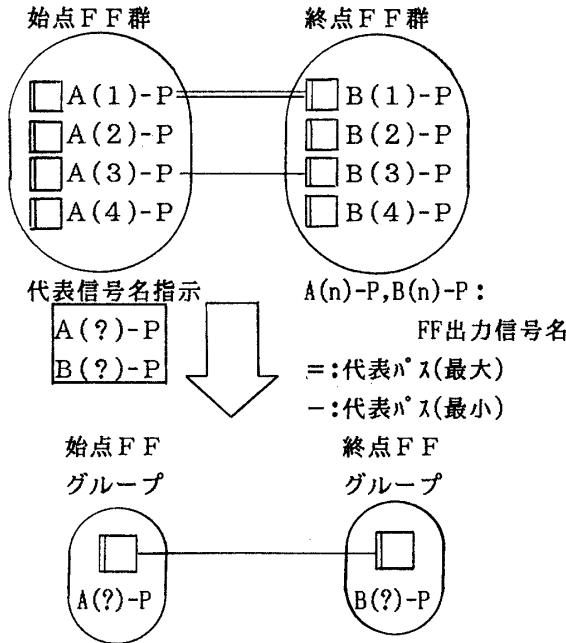 始点ＦＦ群
終点ＦＦ群
A(1)-P
B(1)-P
A(2)-P
B(2)-P
A(3)-P
B(3)-P
A(4)-P
B(4)-P
代表信号名指示
A(?)-P
B(?)-P
A(n)-P,B(n)-P:
FF出力信号名
=:代表ﾊﾟｽ(最大)
-:代表ﾊﾟｽ(最小)
始点ＦＦ
グループ
終点ＦＦ
グループ
A(?)-P
B(?)-P